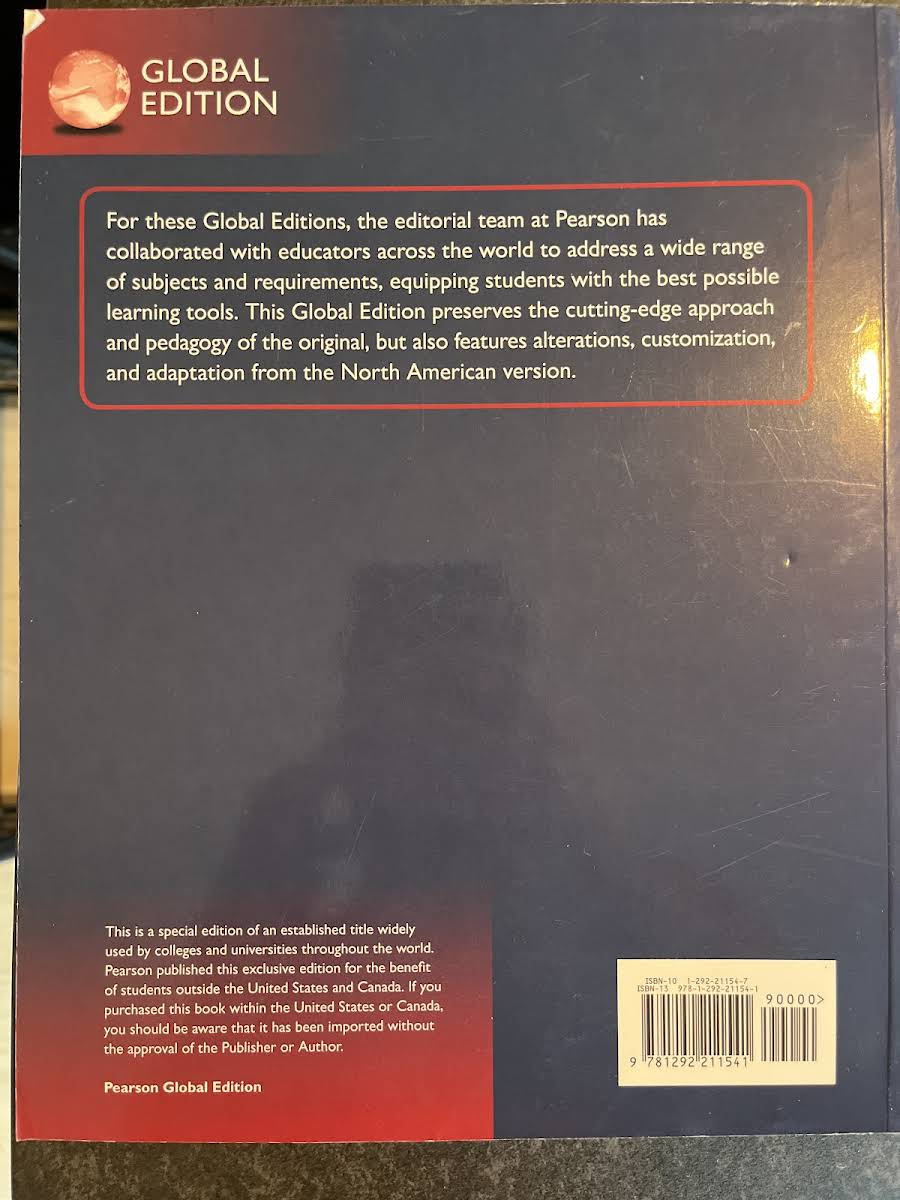 GLOBAL
EDITION
For these Global Editions, the editorial team at Pearson has
collaborated with educators across the world to address a wide range
of subjects and requirements, equipping students with the best possible
learning tools. This Global Edition preserves the cutting-edge approach
and pedagogy of the original, but also features alterations, customization,
and adaptation from the North American version.
This is a special edition of an established title widely
used by colleges and universities throughout the world.
Pearson published this exclusive edition for the benefit
of students outside the United States and Canada. If you
purchased this book within the United States or Canada,
you should be aware that it has been imported without
the approval of the Publisher or Author.
Pearson Global Edition
ISBN-10 1-292-21154-7
ISBN-13 978-1-292-21154-1
90000>
9 781292 211541